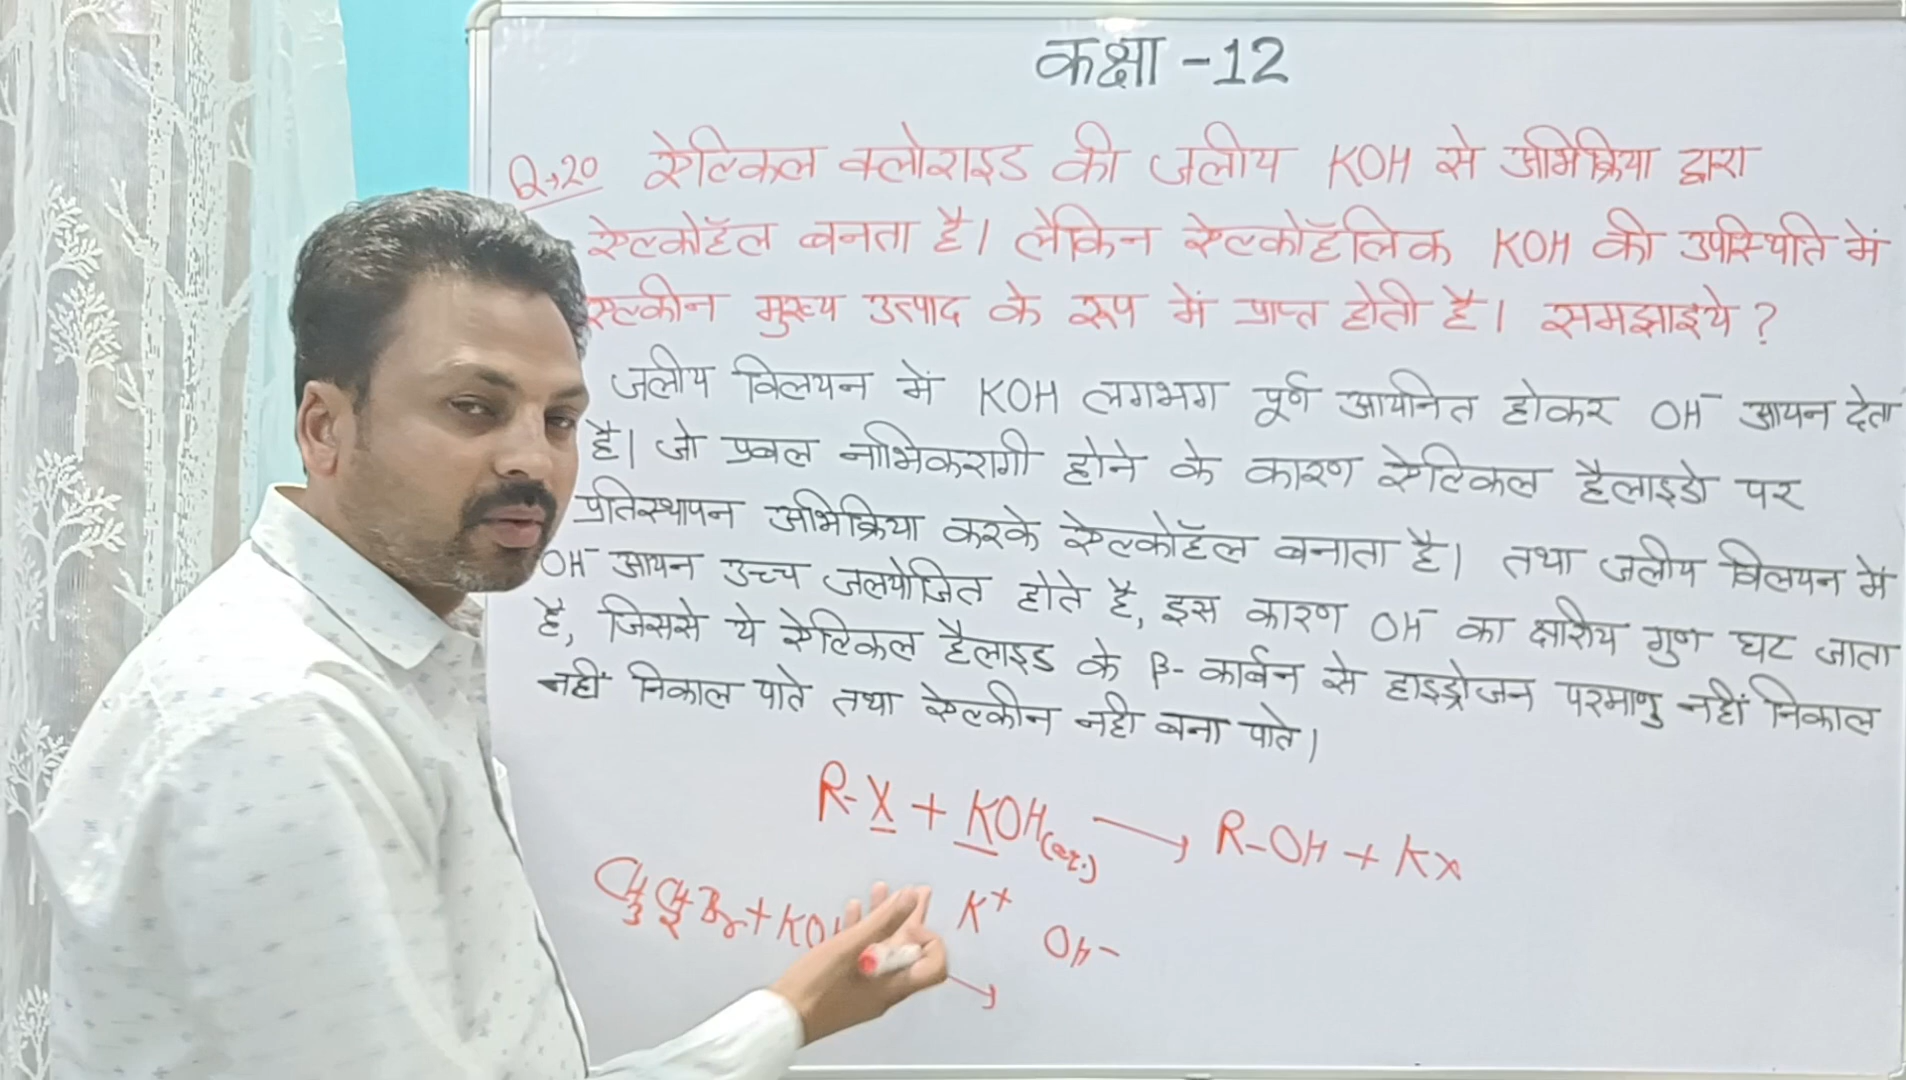 कक्षा -12
Q→20 ऐल्किल क्लोराइड की जलीय KOH से अभिक्रिया द्वारा
ऐल्कोहॅल बनता है। लेकिन ऐल्कोहॅलिक KOH की उपस्थिति में
ऐल्कीन मुख्य उत्पाद के रूप में प्राप्त होती है। समझाइये ?
जलीय विलयन में KOH लगभग पूर्ण आयनित होकर OH⁻ आयन देता
है। जो प्रबल नाभिकरागी होने के कारण ऐल्किल हैलाइडो पर
प्रतिस्थापन अभिक्रिया करके ऐल्कोहॅल बनाता है। तथा जलीय विलयन में
OH⁻ आयन उच्च जलयोजित होते है, इस कारण OH⁻ का क्षारीय गुण घट जाता
है, जिससे ये ऐल्किल हैलाइड के β- कार्बन से हाइड्रोजन परमाणु नहीं निकाल
नहीं निकाल पाते तथा ऐल्कीन नही बना पाते।
R-X + KOH(aq.) → R-OH + KX
CH₃CH₂Br + KOH K⁺ OH⁻
→